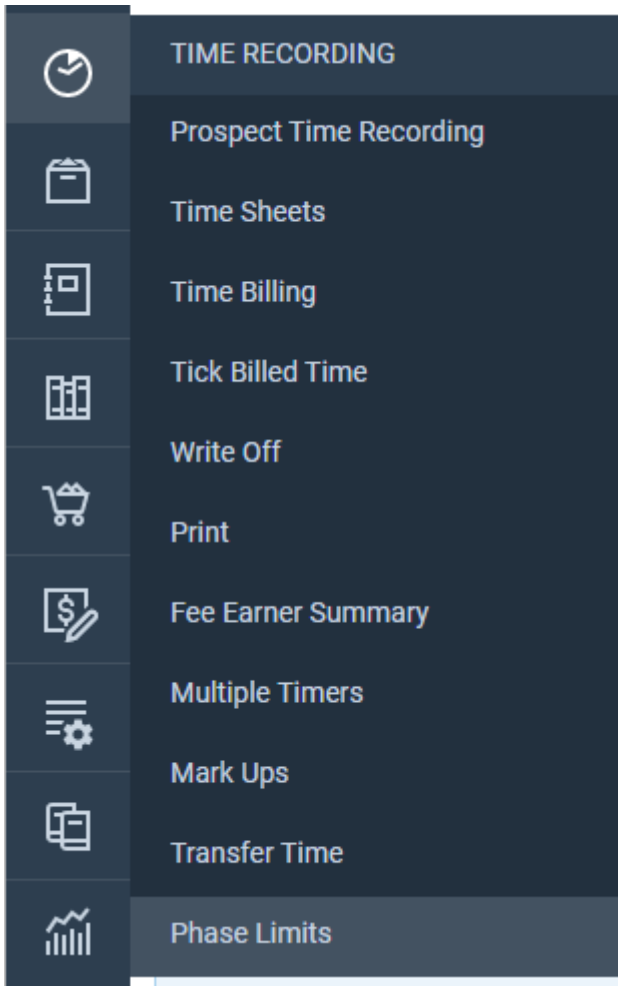 TIME RECORDING
Prospect Time Recording
Time Sheets
Time Billing
Tick Billed Time
Write Off
Print
Fee Earner Summary
Multiple Timers
Mark Ups
Transfer Time
Phase Limits